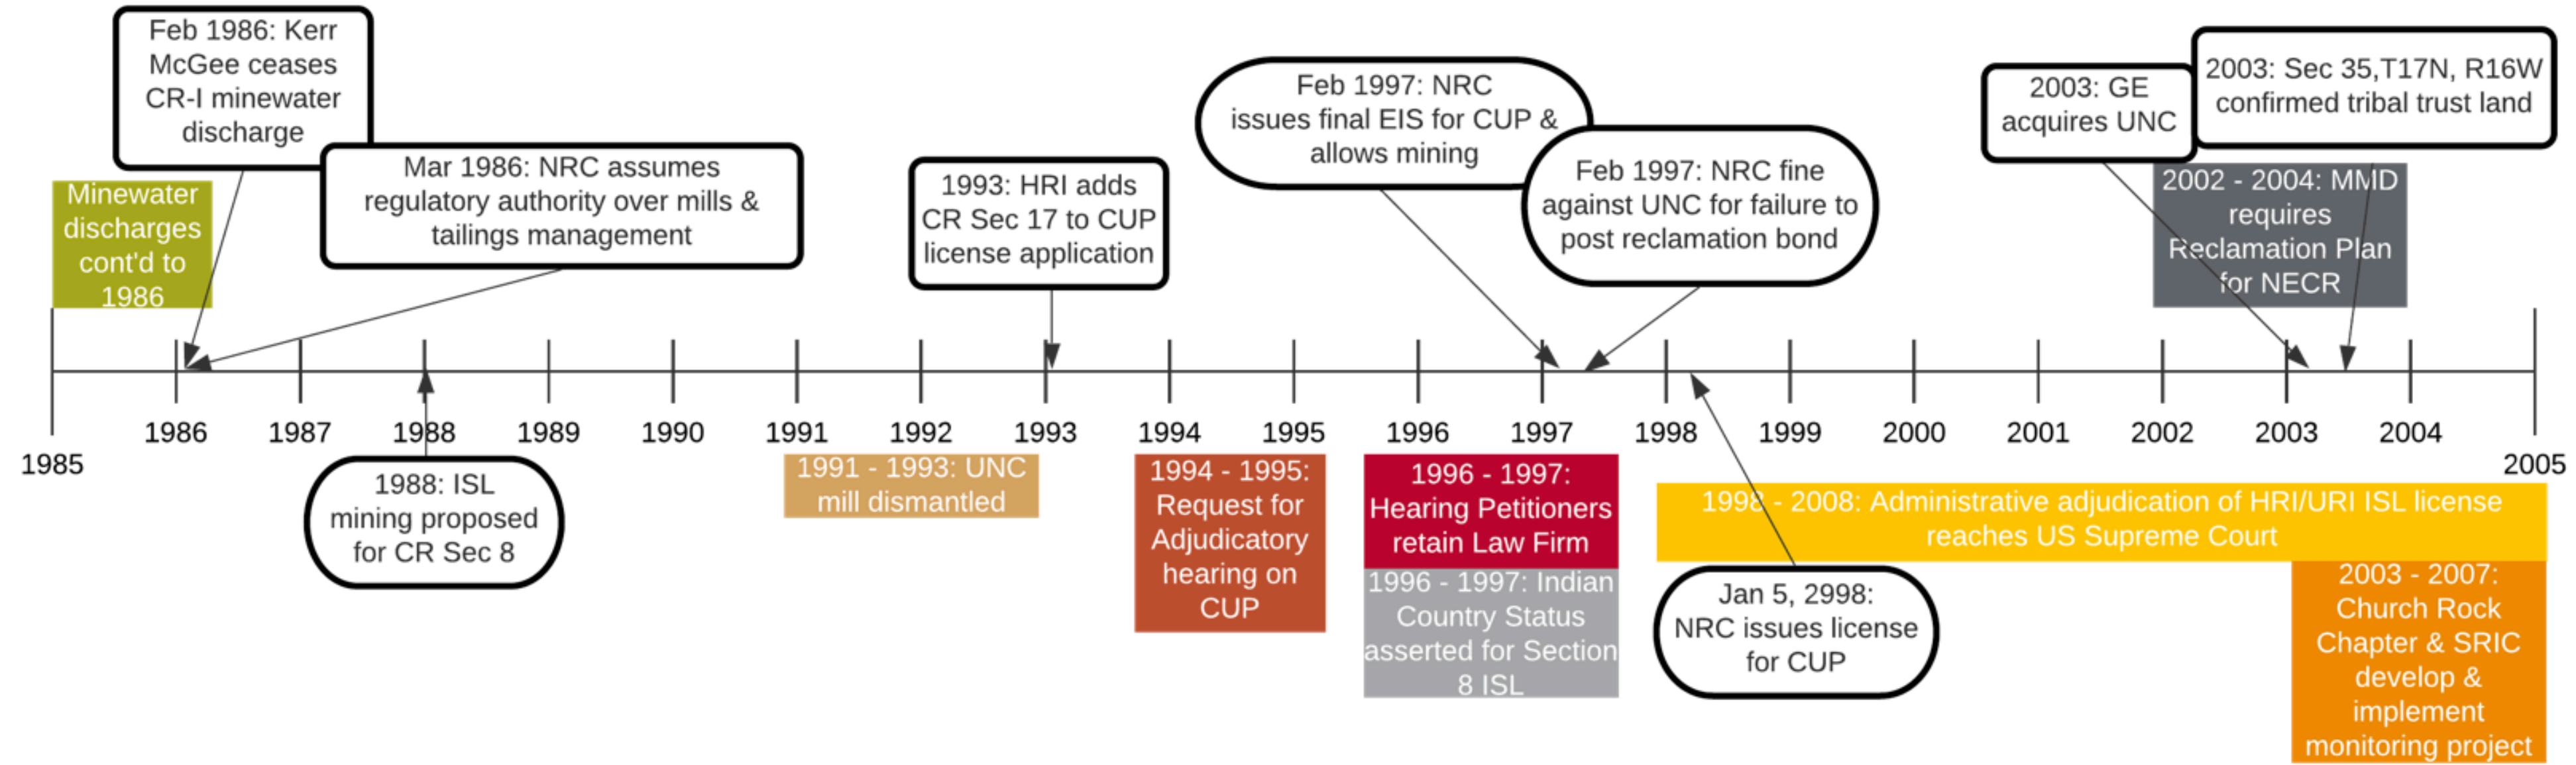 Feb 1986: Kerr
McGee ceases
CR-I minewater
discharge
Minewater
discharges
cont'd to
1986
Mar 1986: NRC assumes
regulatory authority over mills &
tailings management
1993: HRI adds
CR Sec 17 to CUP
license application
Feb 1997: NRC
issues final EIS for CUP &
allows mining
Feb 1997: NRC fine
against UNC for failure to
post reclamation bond
2003: GE
acquires UNC
2003: Sec 35,T17N, R16W
confirmed tribal trust land
2002 - 2004: MMD
requires
Reclamation Plan
for NECR
1985 1986 1987 1988 1989 1990 1991 1992 1993 1994 1995 1996 1997 1998 1999 2000 2001 2002 2003 2004 2005
1988: ISL
mining proposed
for CR Sec 8
1991 - 1993: UNC
mill dismantled
1994 - 1995:
Request for
Adjudicatory
hearing on
CUP
1996 - 1997:
Hearing Petitioners
retain Law Firm
1996 - 1997: Indian
Country Status
asserted for Section
8 ISL
1998 - 2008: Administrative adjudication of HRI/URI ISL license
reaches US Supreme Court
Jan 5, 2998:
NRC issues license
for CUP
2003 - 2007:
Church Rock
Chapter & SRIC
develop &
implement
monitoring project